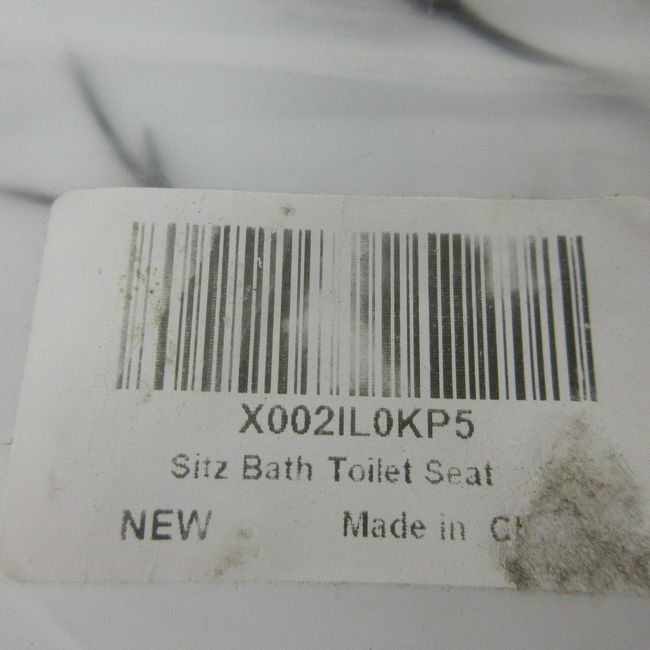 X002IL0KP5
Sitz Bath Toilet Seat
NEW Made in